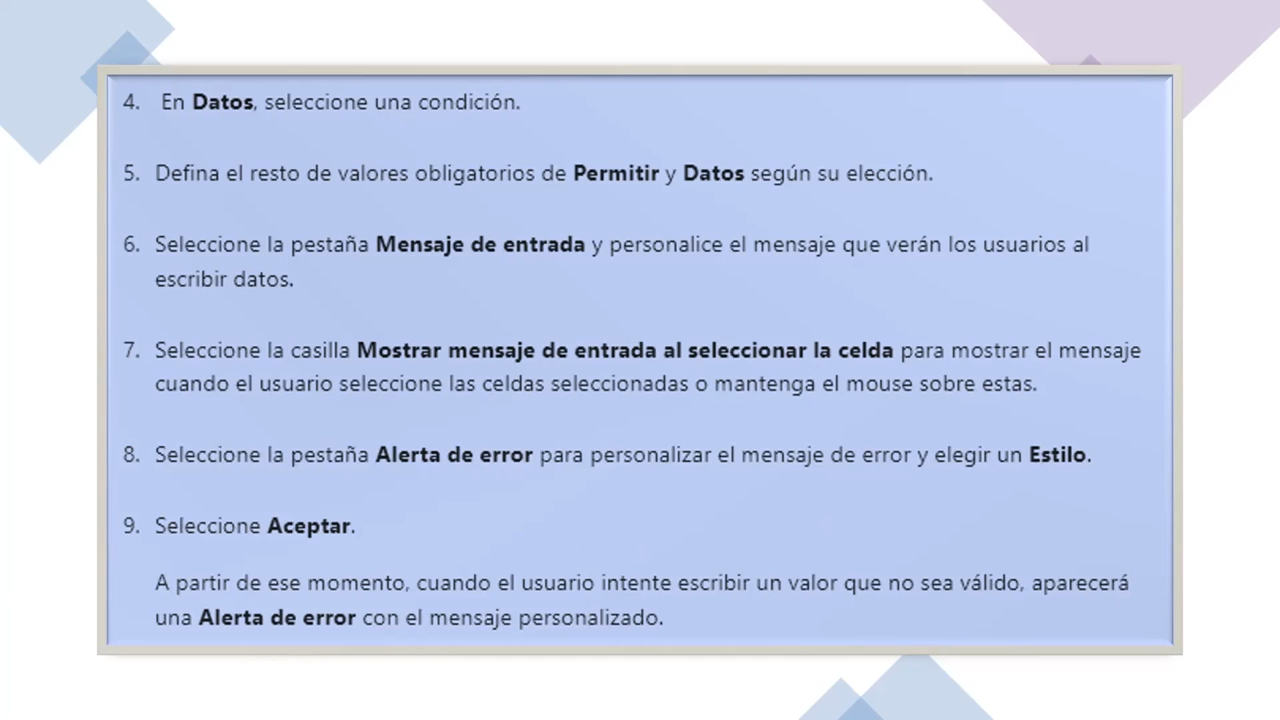 4. En Datos, seleccione una condición.
5. Defina el resto de valores obligatorios de Permitir y Datos según su elección.
6. Seleccione la pestaña Mensaje de entrada y personalice el mensaje que verán los usuarios al
escribir datos.
7. Seleccione la casilla Mostrar mensaje de entrada al seleccionar la celda para mostrar el mensaje
cuando el usuario seleccione las celdas seleccionadas o mantenga el mouse sobre estas.
8. Seleccione la pestaña Alerta de error para personalizar el mensaje de error y elegir un Estilo.
9. Seleccione Aceptar.
A partir de ese momento, cuando el usuario intente escribir un valor que no sea válido, aparecerá
una Alerta de error con el mensaje personalizado.